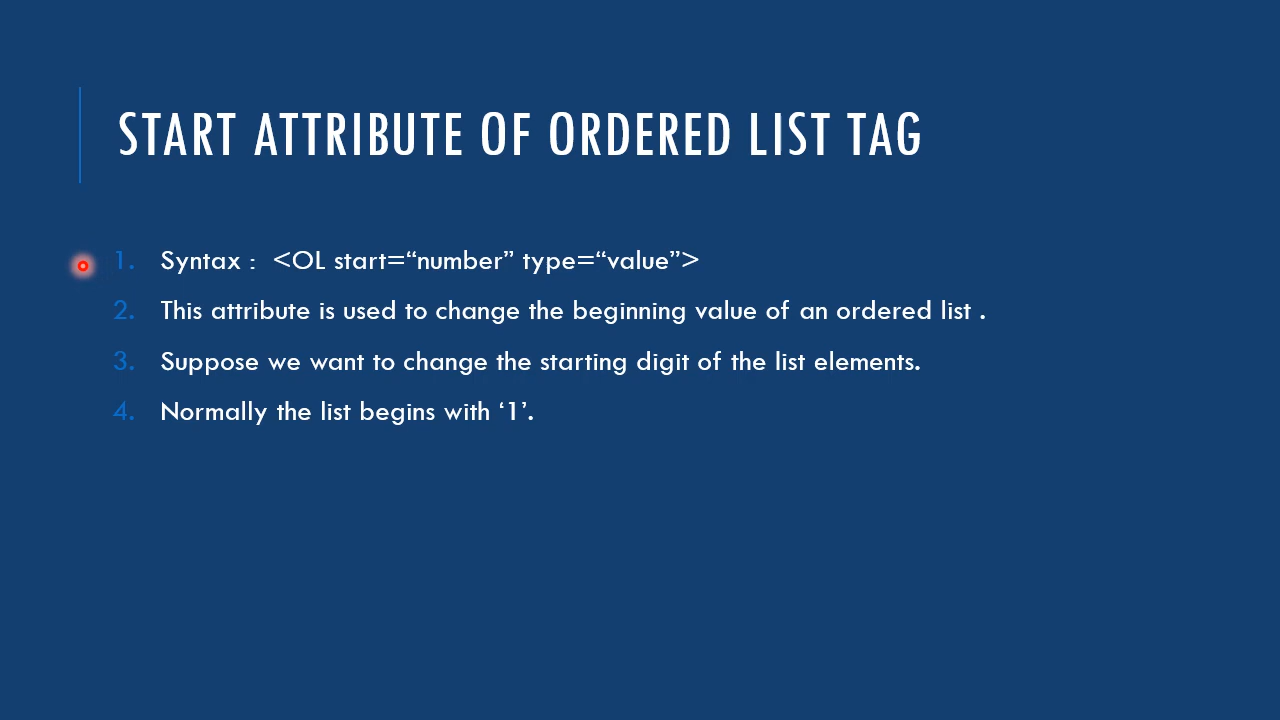 START ATTRIBUTE OF ORDERED LIST TAG
1. Syntax : <OL start=“number” type=“value”>
2. This attribute is used to change the beginning value of an ordered list .
3. Suppose we want to change the starting digit of the list elements.
4. Normally the list begins with ‘1’.